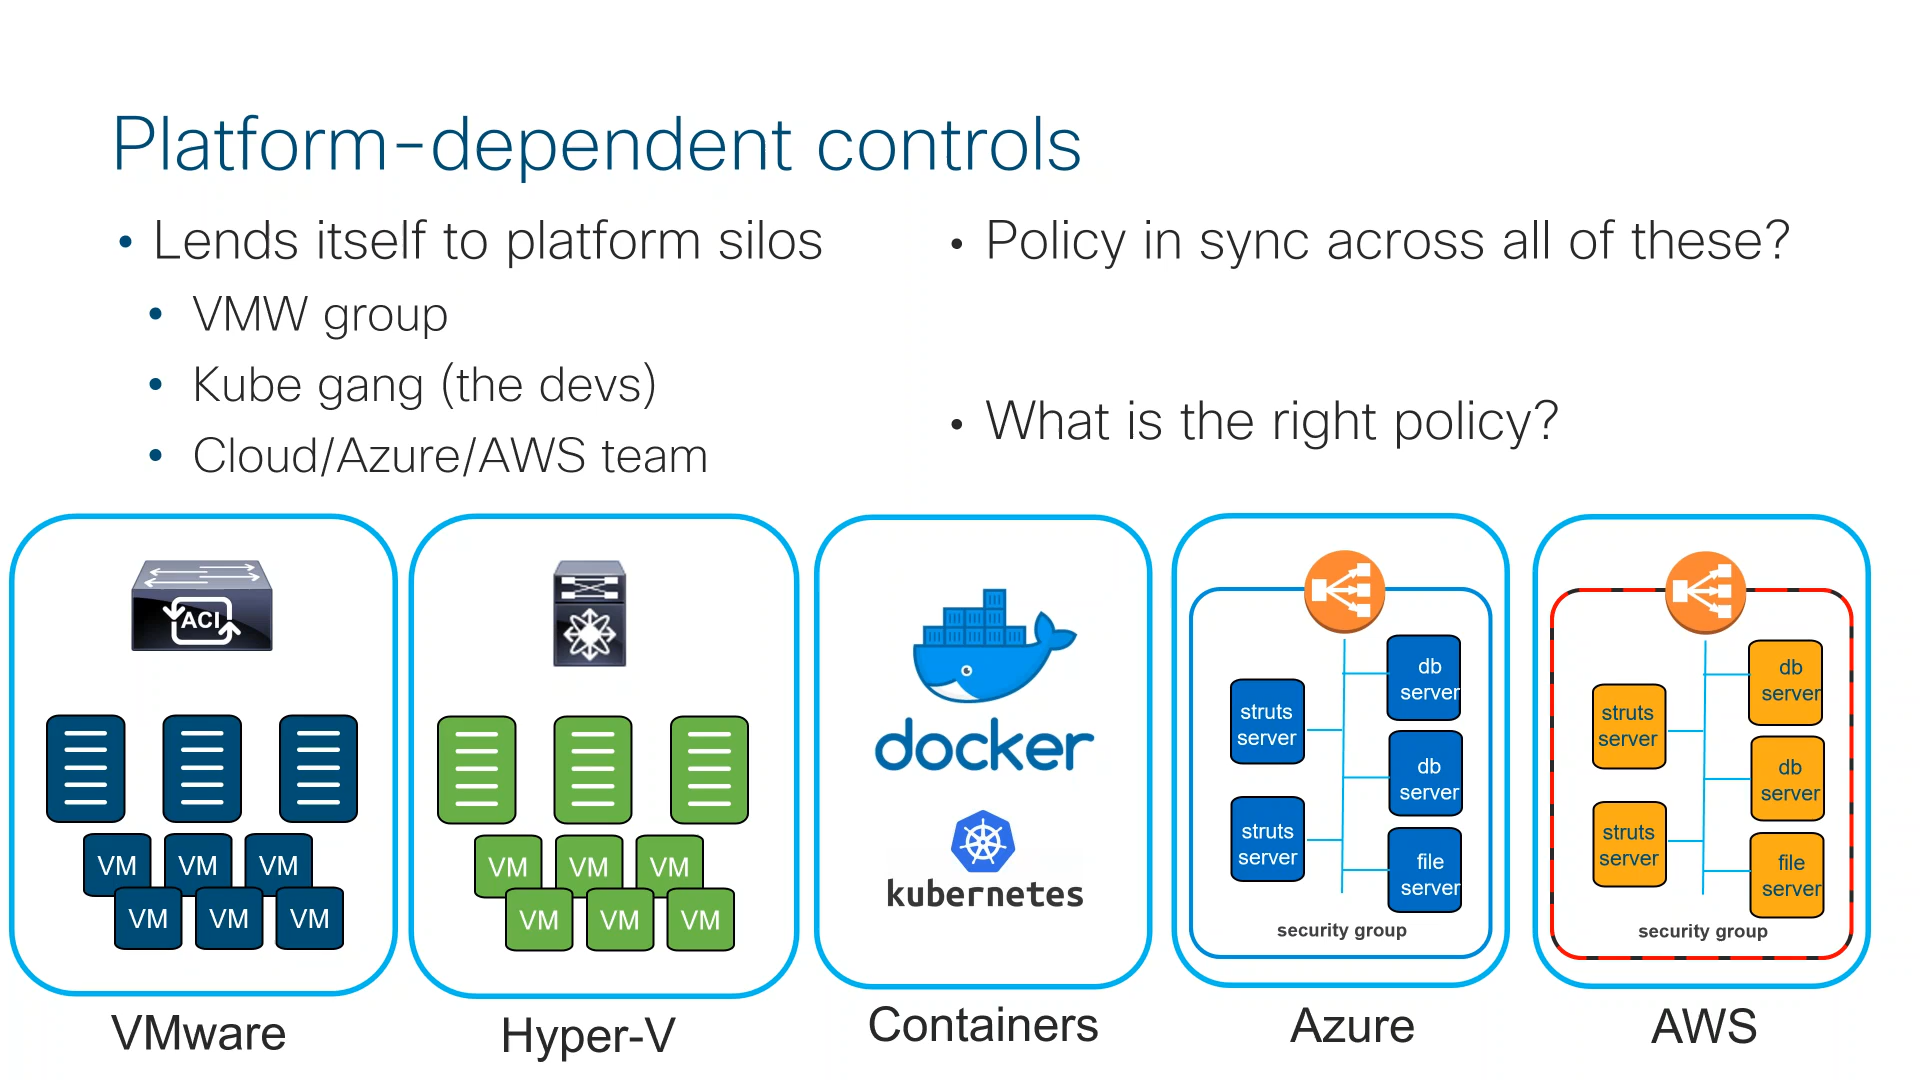 Platform-dependent controls
• Lends itself to platform silos
• VMW group
• Kube gang (the devs)
• Cloud/Azure/AWS team
• Policy in sync across all of these?
• What is the right policy?
ACI
VM VM VM
VM VM VM
VMware
VM VM VM
VM VM VM
Hyper-V
docker
kubernetes
Containers
db
server
struts
server
db
server
struts
server
file
server
security group
Azure
db
server
struts
server
db
server
struts
server
file
server
security group
AWS